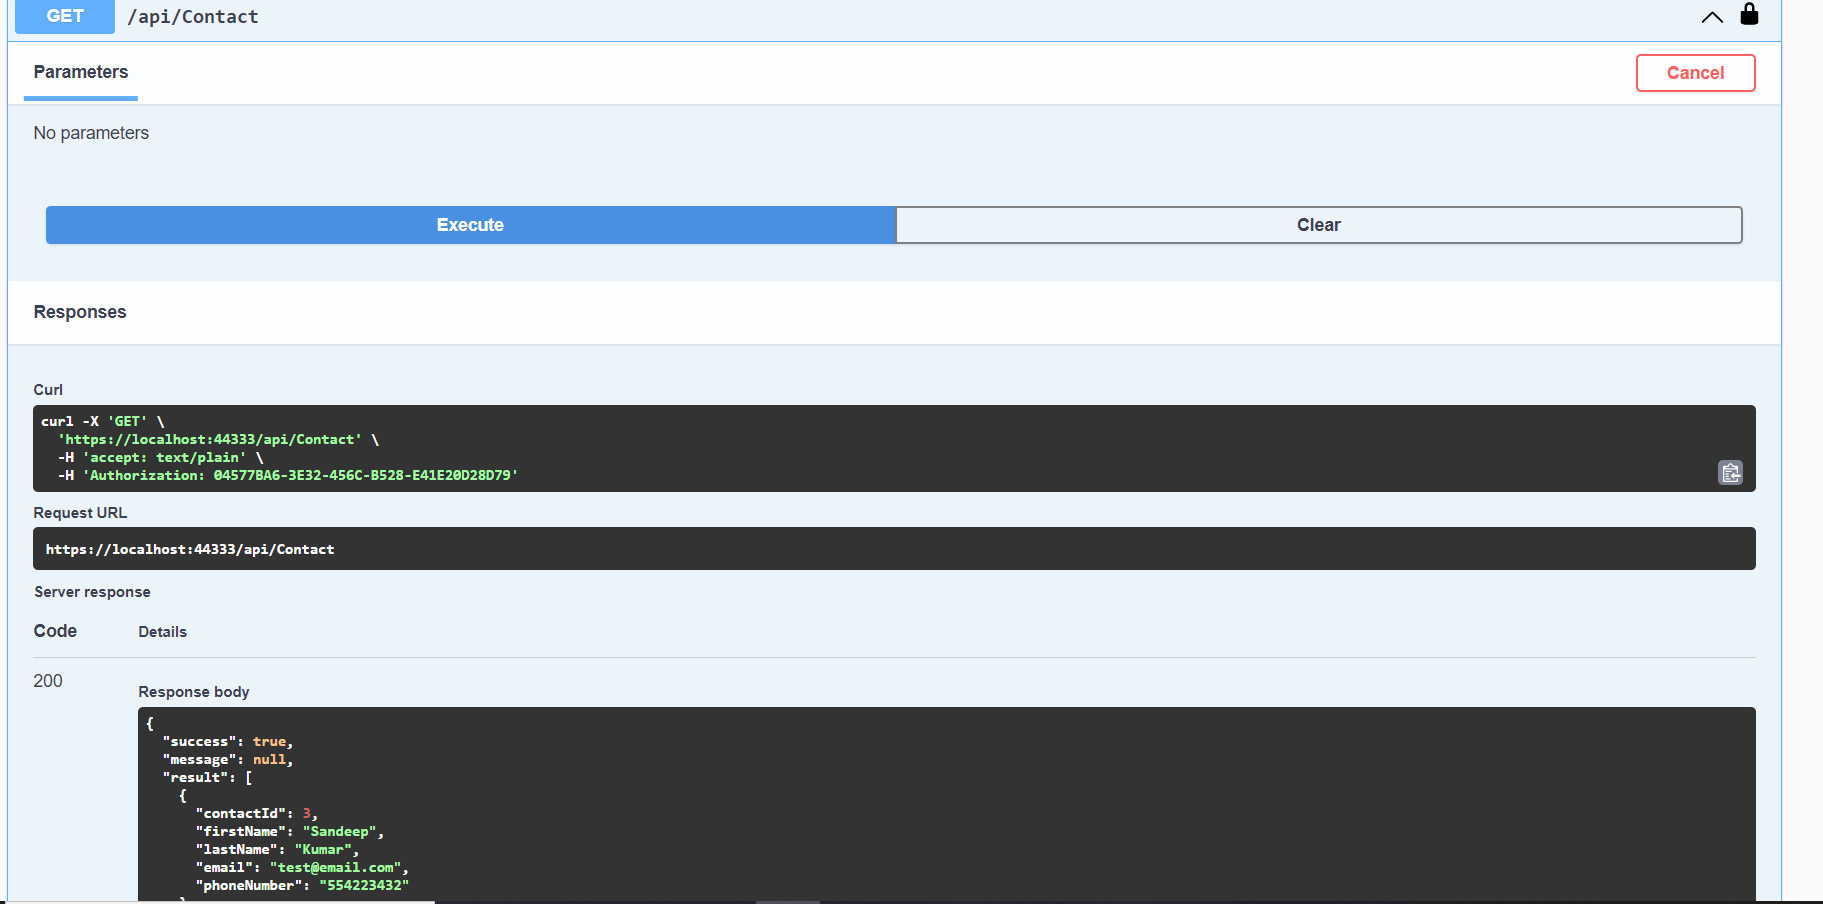 GET /api/Contact
Parameters
Cancel
No parameters
Execute
Clear
Responses
Curl
curl -X 'GET' \
'https://localhost:44333/api/Contact' \
-H 'accept: text/plain' \
-H 'Authorization: 04577BA6-3E32-456C-B528-E41E20D28D79'
Request URL
https://localhost:44333/api/Contact
Server response
Code Details
200
Response body
{
"success": true,
"message": null,
"result": [
{
"contactId": 3,
"firstName": "Sandeep",
"lastName": "Kumar",
"email": "test@email.com",
"phoneNumber": "554223432"
}